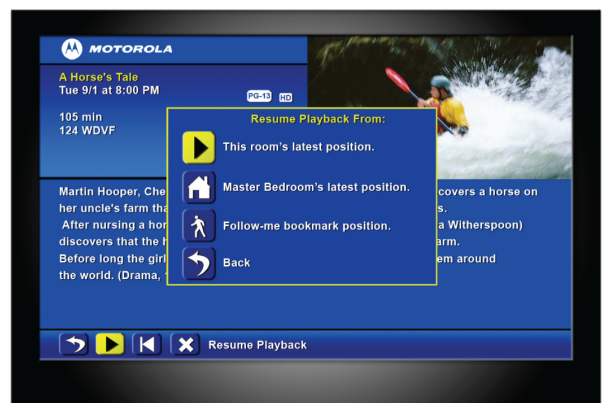 MOTOROLA
A Horse's Tale
Tue 9/1 at 8:00 PM
PG-13 HD
105 min
124 WDVF
Resume Playback From:
This room's latest position.
Master Bedroom's latest position.
Follow-me bookmark position.
Back
Martin Hooper, Che covers a horse on
her uncle's farm tha s.
After nursing a hor a Witherspoon)
discovers that the h arm.
Before long the girl em around
the world. (Drama,
Resume Playback